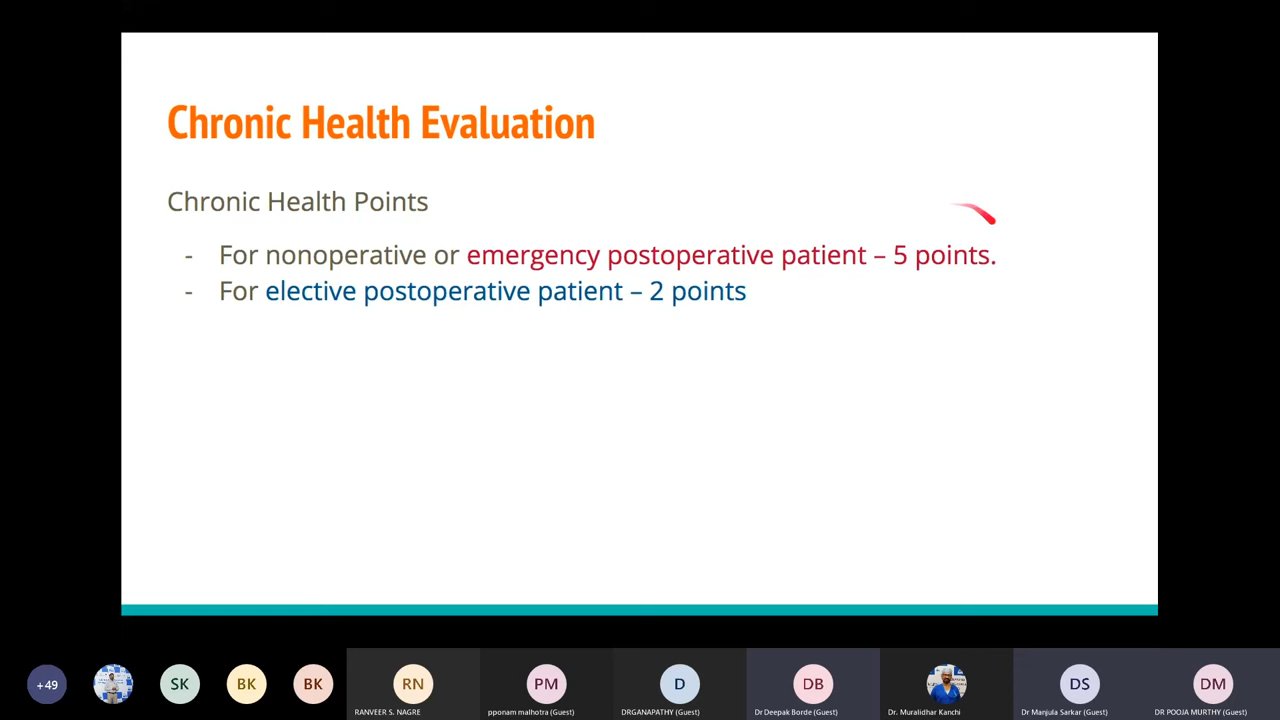 Chronic Health Evaluation
Chronic Health Points
- For nonoperative or emergency postoperative patient – 5 points.
- For elective postoperative patient – 2 points
+49
SK
BK
BK
RN
PM
D
DB
DS
DM
RANVEER S. NAGRE
pponam malhotra (Guest)
DRGANAPATHY (Guest)
Dr Deepak Borde (Guest)
Dr. Muralidhar Kanchi
Dr Manjula Sarkar (Guest)
DR POOJA MURTHY (Guest)